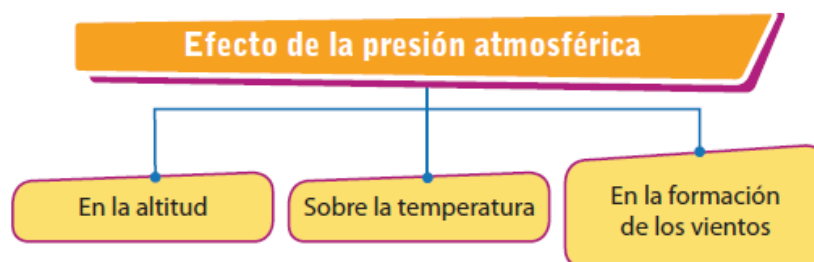 Efecto de la presión atmosférica
En la altitud
Sobre la temperatura
En la formación
de los vientos